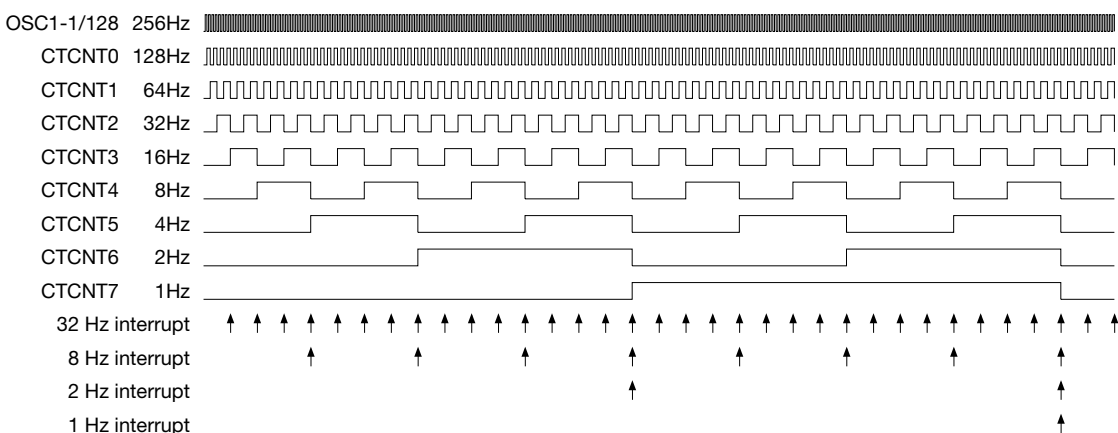 OSC1-1/128 256Hz
CTCNT0 128Hz
CTCNT1 64Hz
CTCNT2 32Hz
CTCNT3 16Hz
CTCNT4 8Hz
CTCNT5 4Hz
CTCNT6 2Hz
CTCNT7 1Hz
32 Hz interrupt
8 Hz interrupt
2 Hz interrupt
1 Hz interrupt